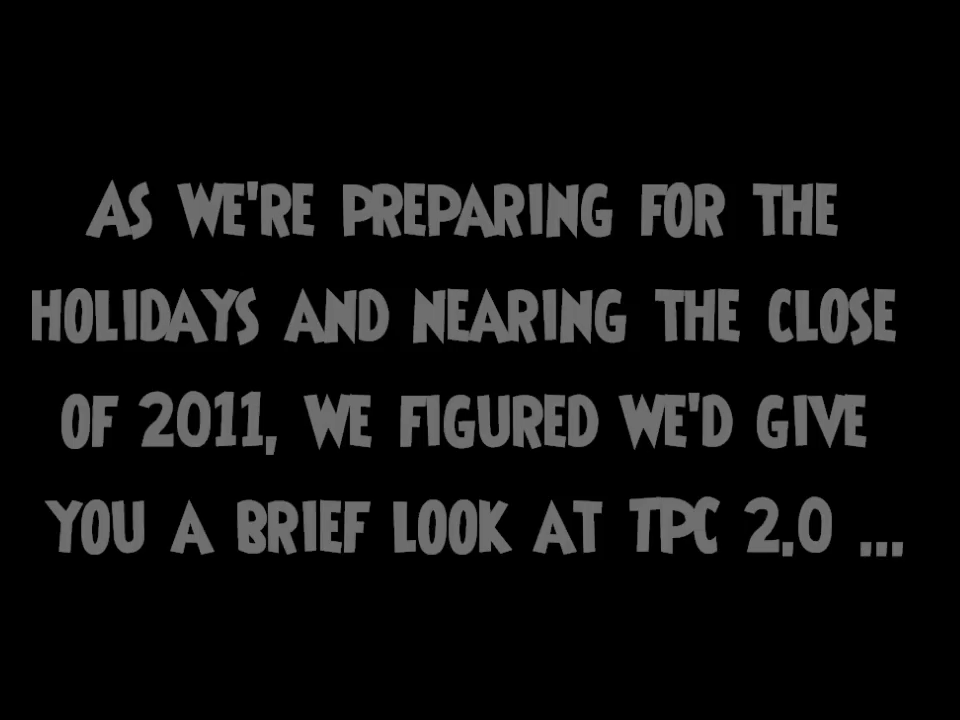 AS WE'RE PREPARING FOR THE
HOLIDAYS AND NEARING THE CLOSE
OF 2011, WE FIGURED WE'D GIVE
YOU A BRIEF LOOK AT TPC 2.0 ...